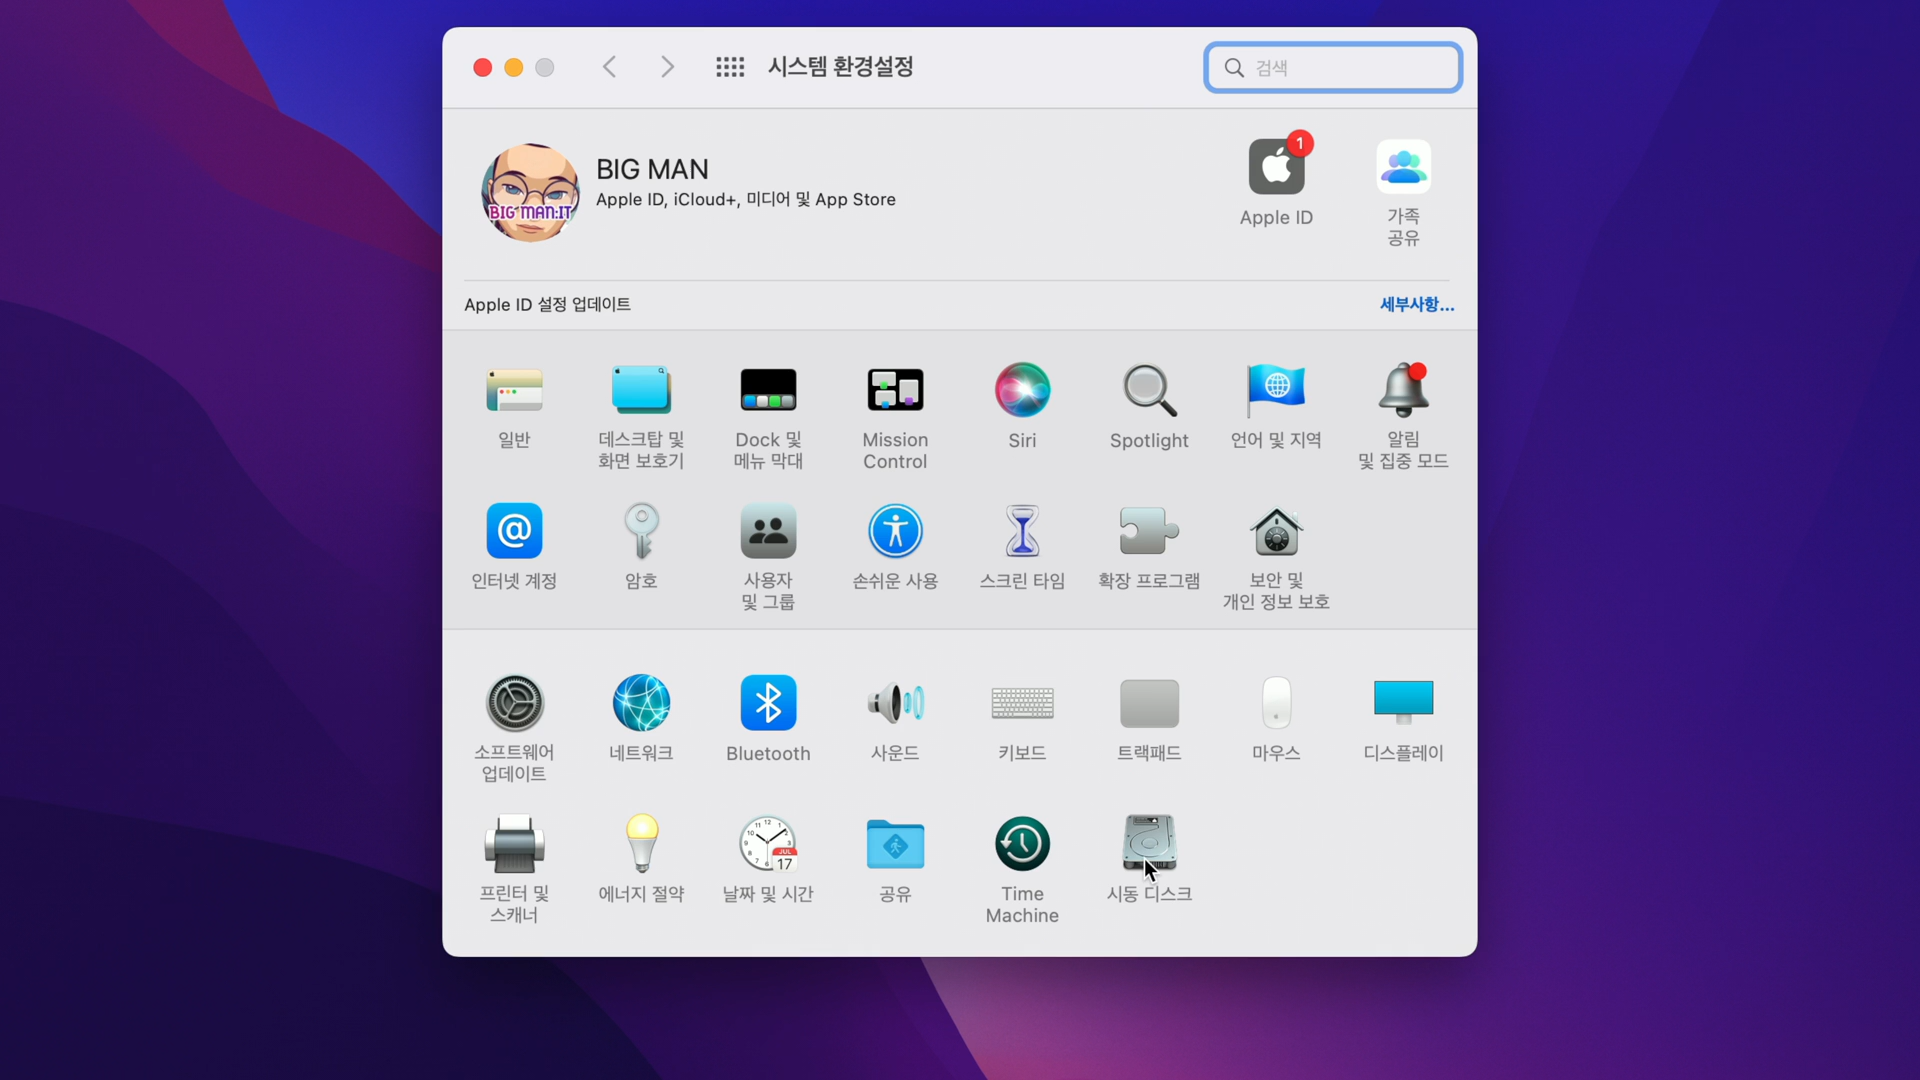 시스템 환경설정
검색
BIG MAN
Apple ID, iCloud+, 미디어 및 App Store
BIG MAN:IT
1
Apple ID
가족
공유
Apple ID 설정 업데이트
세부사항...
일반
데스크탑 및
화면 보호기
Dock 및
메뉴 막대
Mission
Control
Siri
Spotlight
언어 및 지역
알림
및 집중 모드
@
인터넷 계정
암호
사용자
및 그룹
손쉬운 사용
스크린 타임
확장 프로그램
보안 및
개인 정보 보호
소프트웨어
업데이트
네트워크
Bluetooth
사운드
키보드
트랙패드
마우스
디스플레이
프린터 및
스캐너
에너지 절약
JUL
17
날짜 및 시간
공유
Time
Machine
시동 디스크